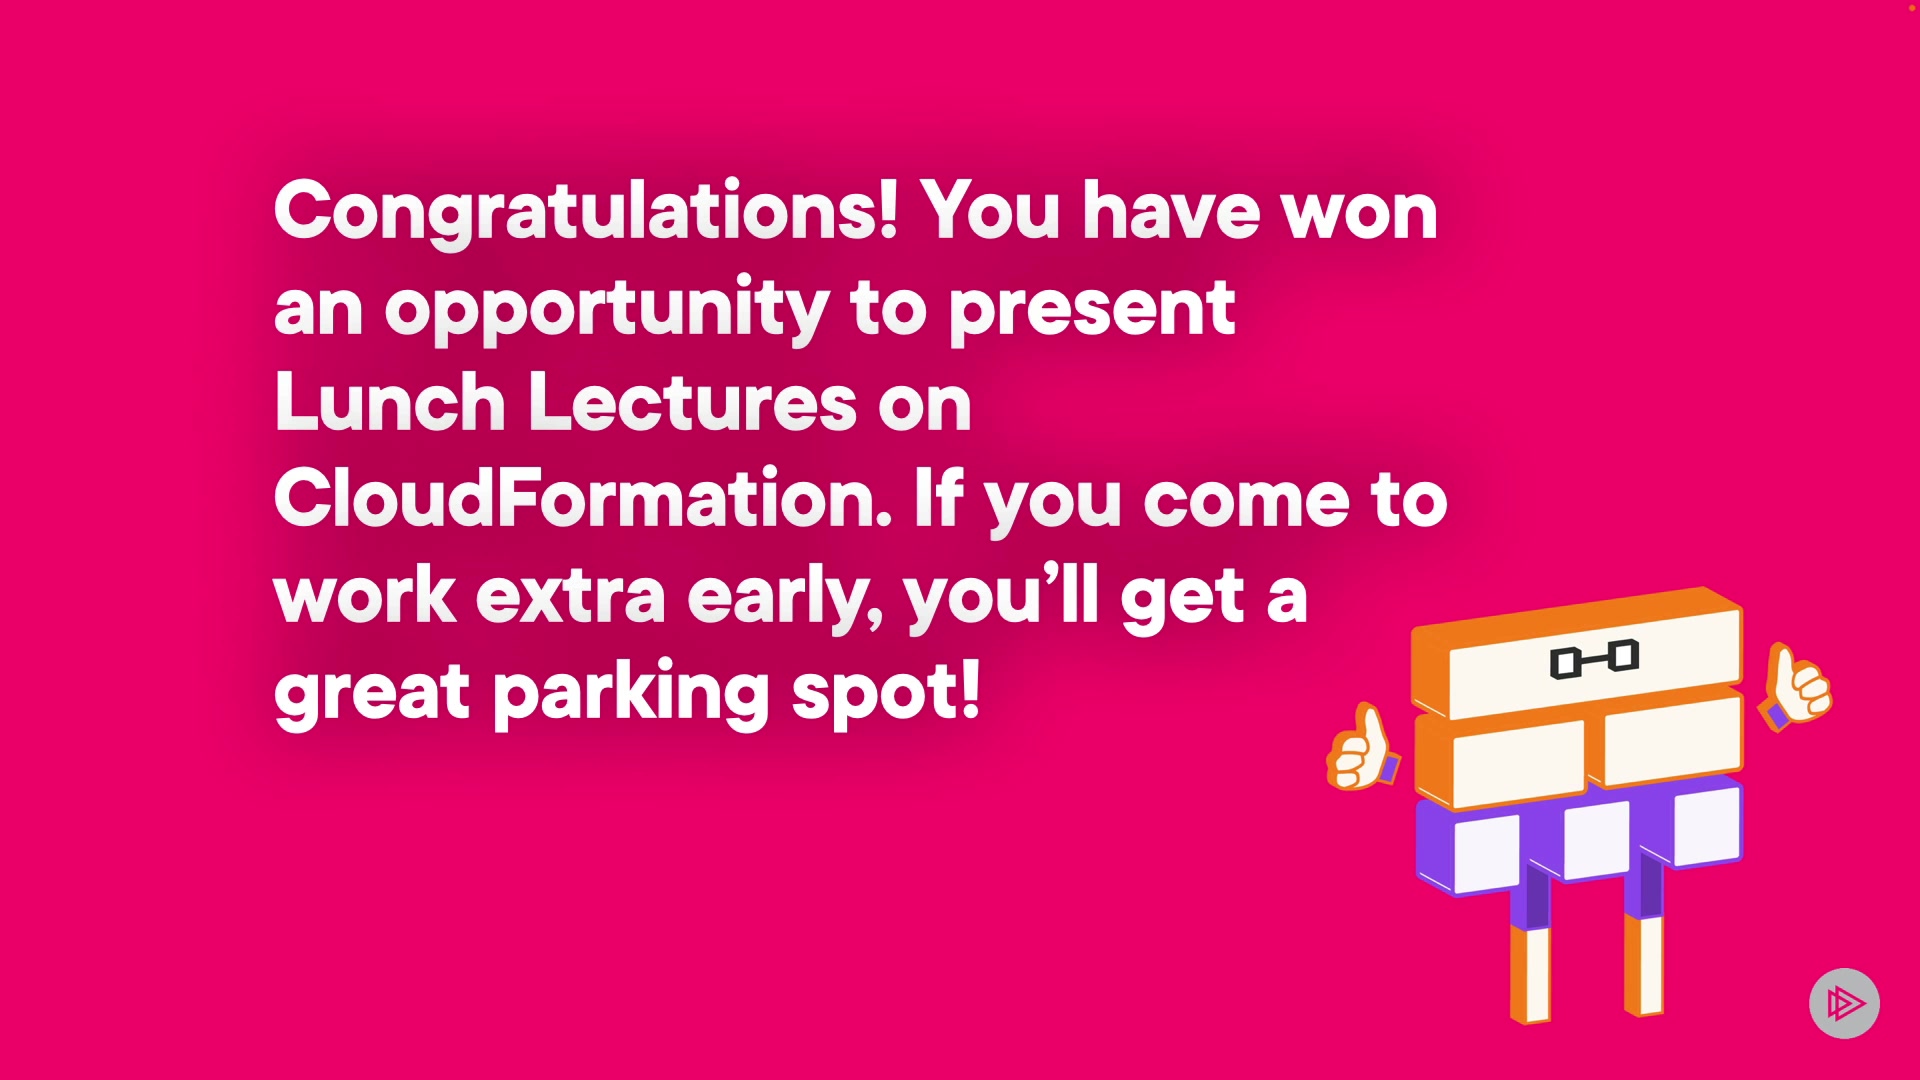 Congratulations! You have won
an opportunity to present
Lunch Lectures on
CloudFormation. If you come to
work extra early, you’ll get a
great parking spot!